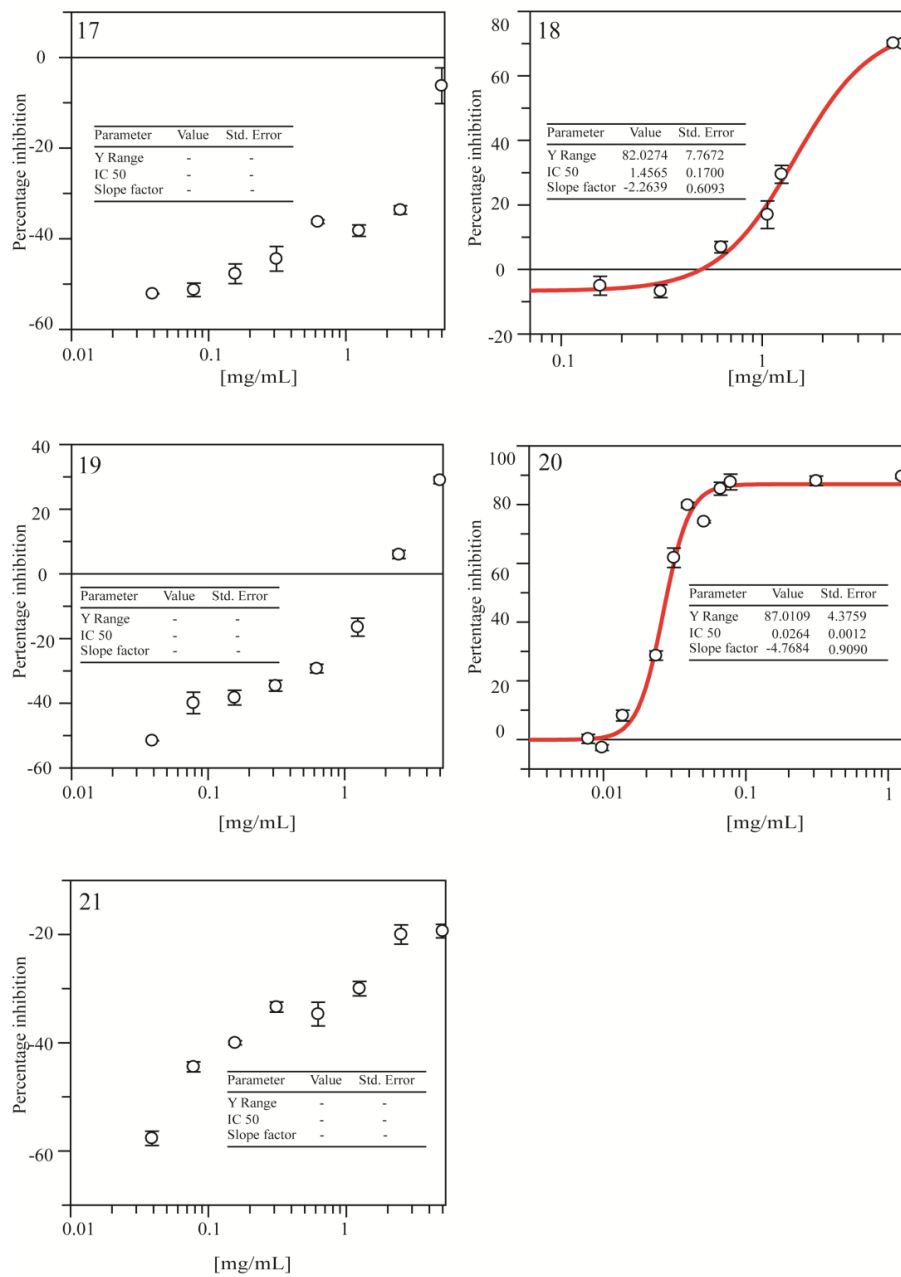 17
0
-20
-40
-60
Percentage inhibition
Parameter Value Std. Error
Y Range - -
IC 50 - -
Slope factor - -
0.01 0.1 1
[mg/mL]
18
80
60
40
20
0
-20
Percentage inhibition
Parameter Value Std. Error
Y Range 82.0274 7.7672
IC 50 1.4565 0.1700
Slope factor -2.2639 0.6093
0.1 1
[mg/mL]
19
40
20
0
-20
-40
-60
Pertentage inhibition
Parameter Value Std. Error
Y Range - -
IC 50 - -
Slope factor - -
0.01 0.1 1
[mg/mL]
20
100
80
60
40
20
0
Pertentage inhibition
Parameter Value Std. Error
Y Range 87.0109 4.3759
IC 50 0.0264 0.0012
Slope factor -4.7684 0.9090
0.01 0.1 1
[mg/mL]
21
-20
-40
-60
Percentage inhibition
Parameter Value Std. Error
Y Range - -
IC 50 - -
Slope factor - -
0.01 0.1 1
[mg/mL]